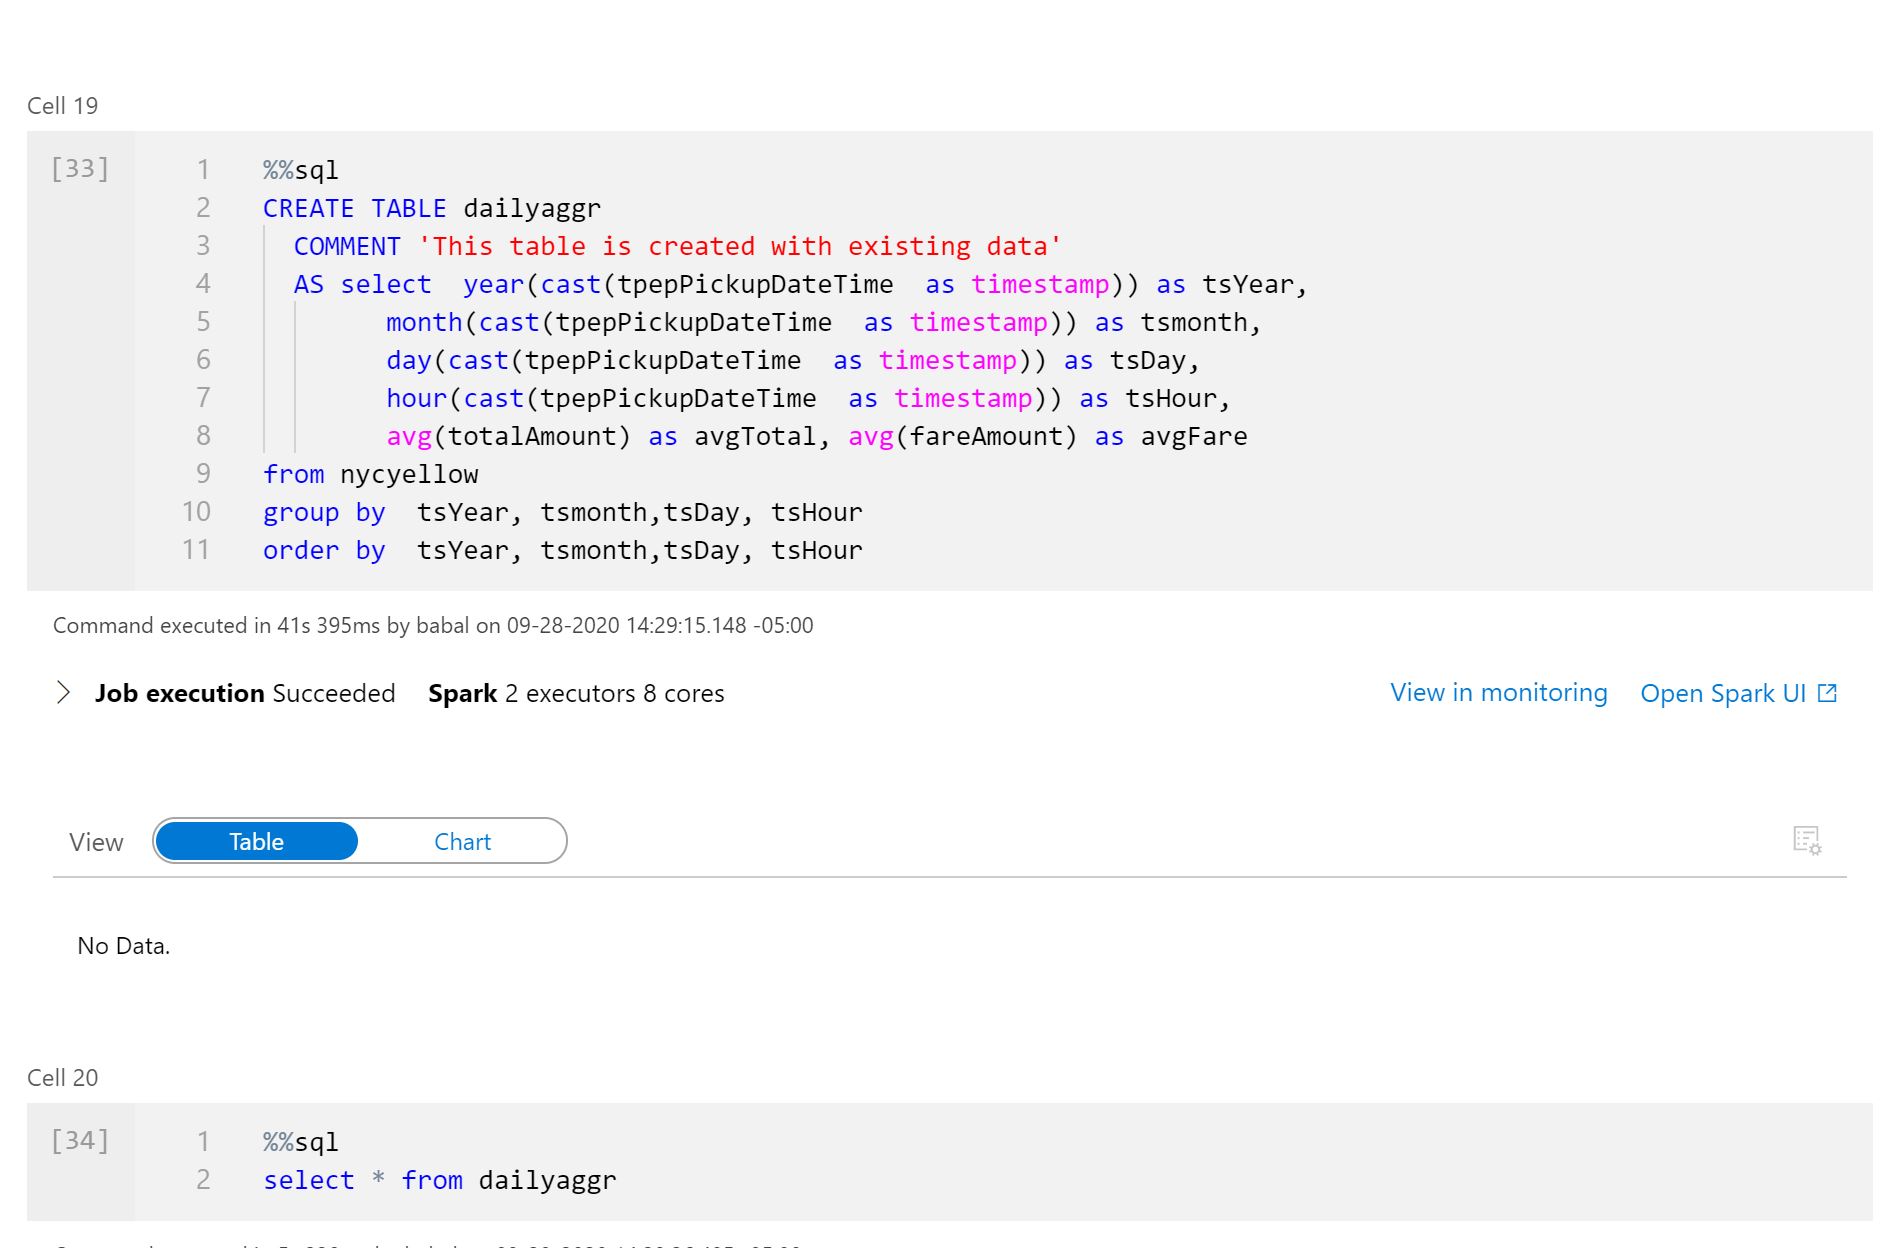 Cell 19
[33]
1 %%sql
2 CREATE TABLE dailyaggr
3 COMMENT 'This table is created with existing data'
4 AS select  year(cast(tpepPickupDateTime  as timestamp)) as tsYear,
5 month(cast(tpepPickupDateTime  as timestamp)) as tsmonth,
6 day(cast(tpepPickupDateTime  as timestamp)) as tsDay,
7 hour(cast(tpepPickupDateTime  as timestamp)) as tsHour,
8 avg(totalAmount) as avgTotal, avg(fareAmount) as avgFare
9 from nycyellow
10 group by  tsYear, tsmonth,tsDay, tsHour
11 order by  tsYear, tsmonth,tsDay, tsHour
Command executed in 41s 395ms by babal on 09-28-2020 14:29:15.148 -05:00
Job execution Succeeded Spark 2 executors 8 cores View in monitoring Open Spark UI
View Table Chart
No Data.
Cell 20
[34]
1 %%sql
2 select * from dailyaggr